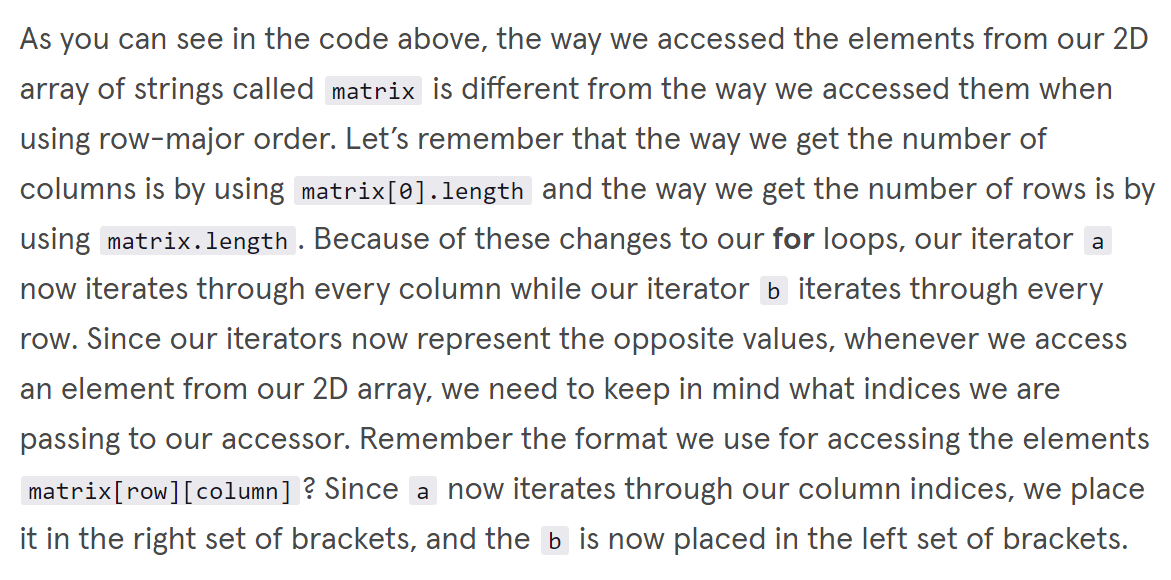 As you can see in the code above, the way we accessed the elements from our 2D
array of strings called matrix is different from the way we accessed them when
using row-major order. Let’s remember that the way we get the number of
columns is by using matrix[0].length and the way we get the number of rows is by
using matrix.length. Because of these changes to our for loops, our iterator a
now iterates through every column while our iterator b iterates through every
row. Since our iterators now represent the opposite values, whenever we access
an element from our 2D array, we need to keep in mind what indices we are
passing to our accessor. Remember the format we use for accessing the elements
matrix[row][column]? Since a now iterates through our column indices, we place
it in the right set of brackets, and the b is now placed in the left set of brackets.